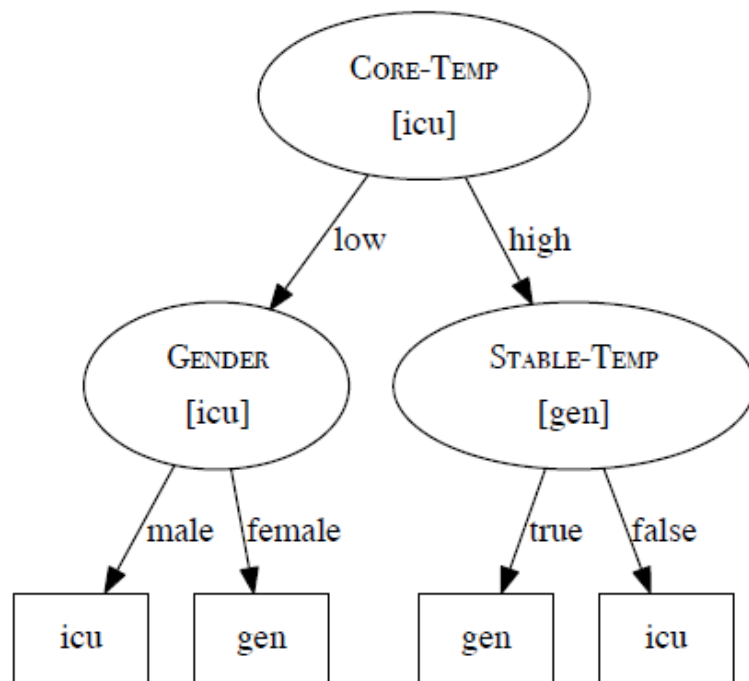 CORE-TEMP
[icu]
low
high
GENDER
[icu]
STABLE-TEMP
[gen]
male
female
true
false
icu
gen
gen
icu